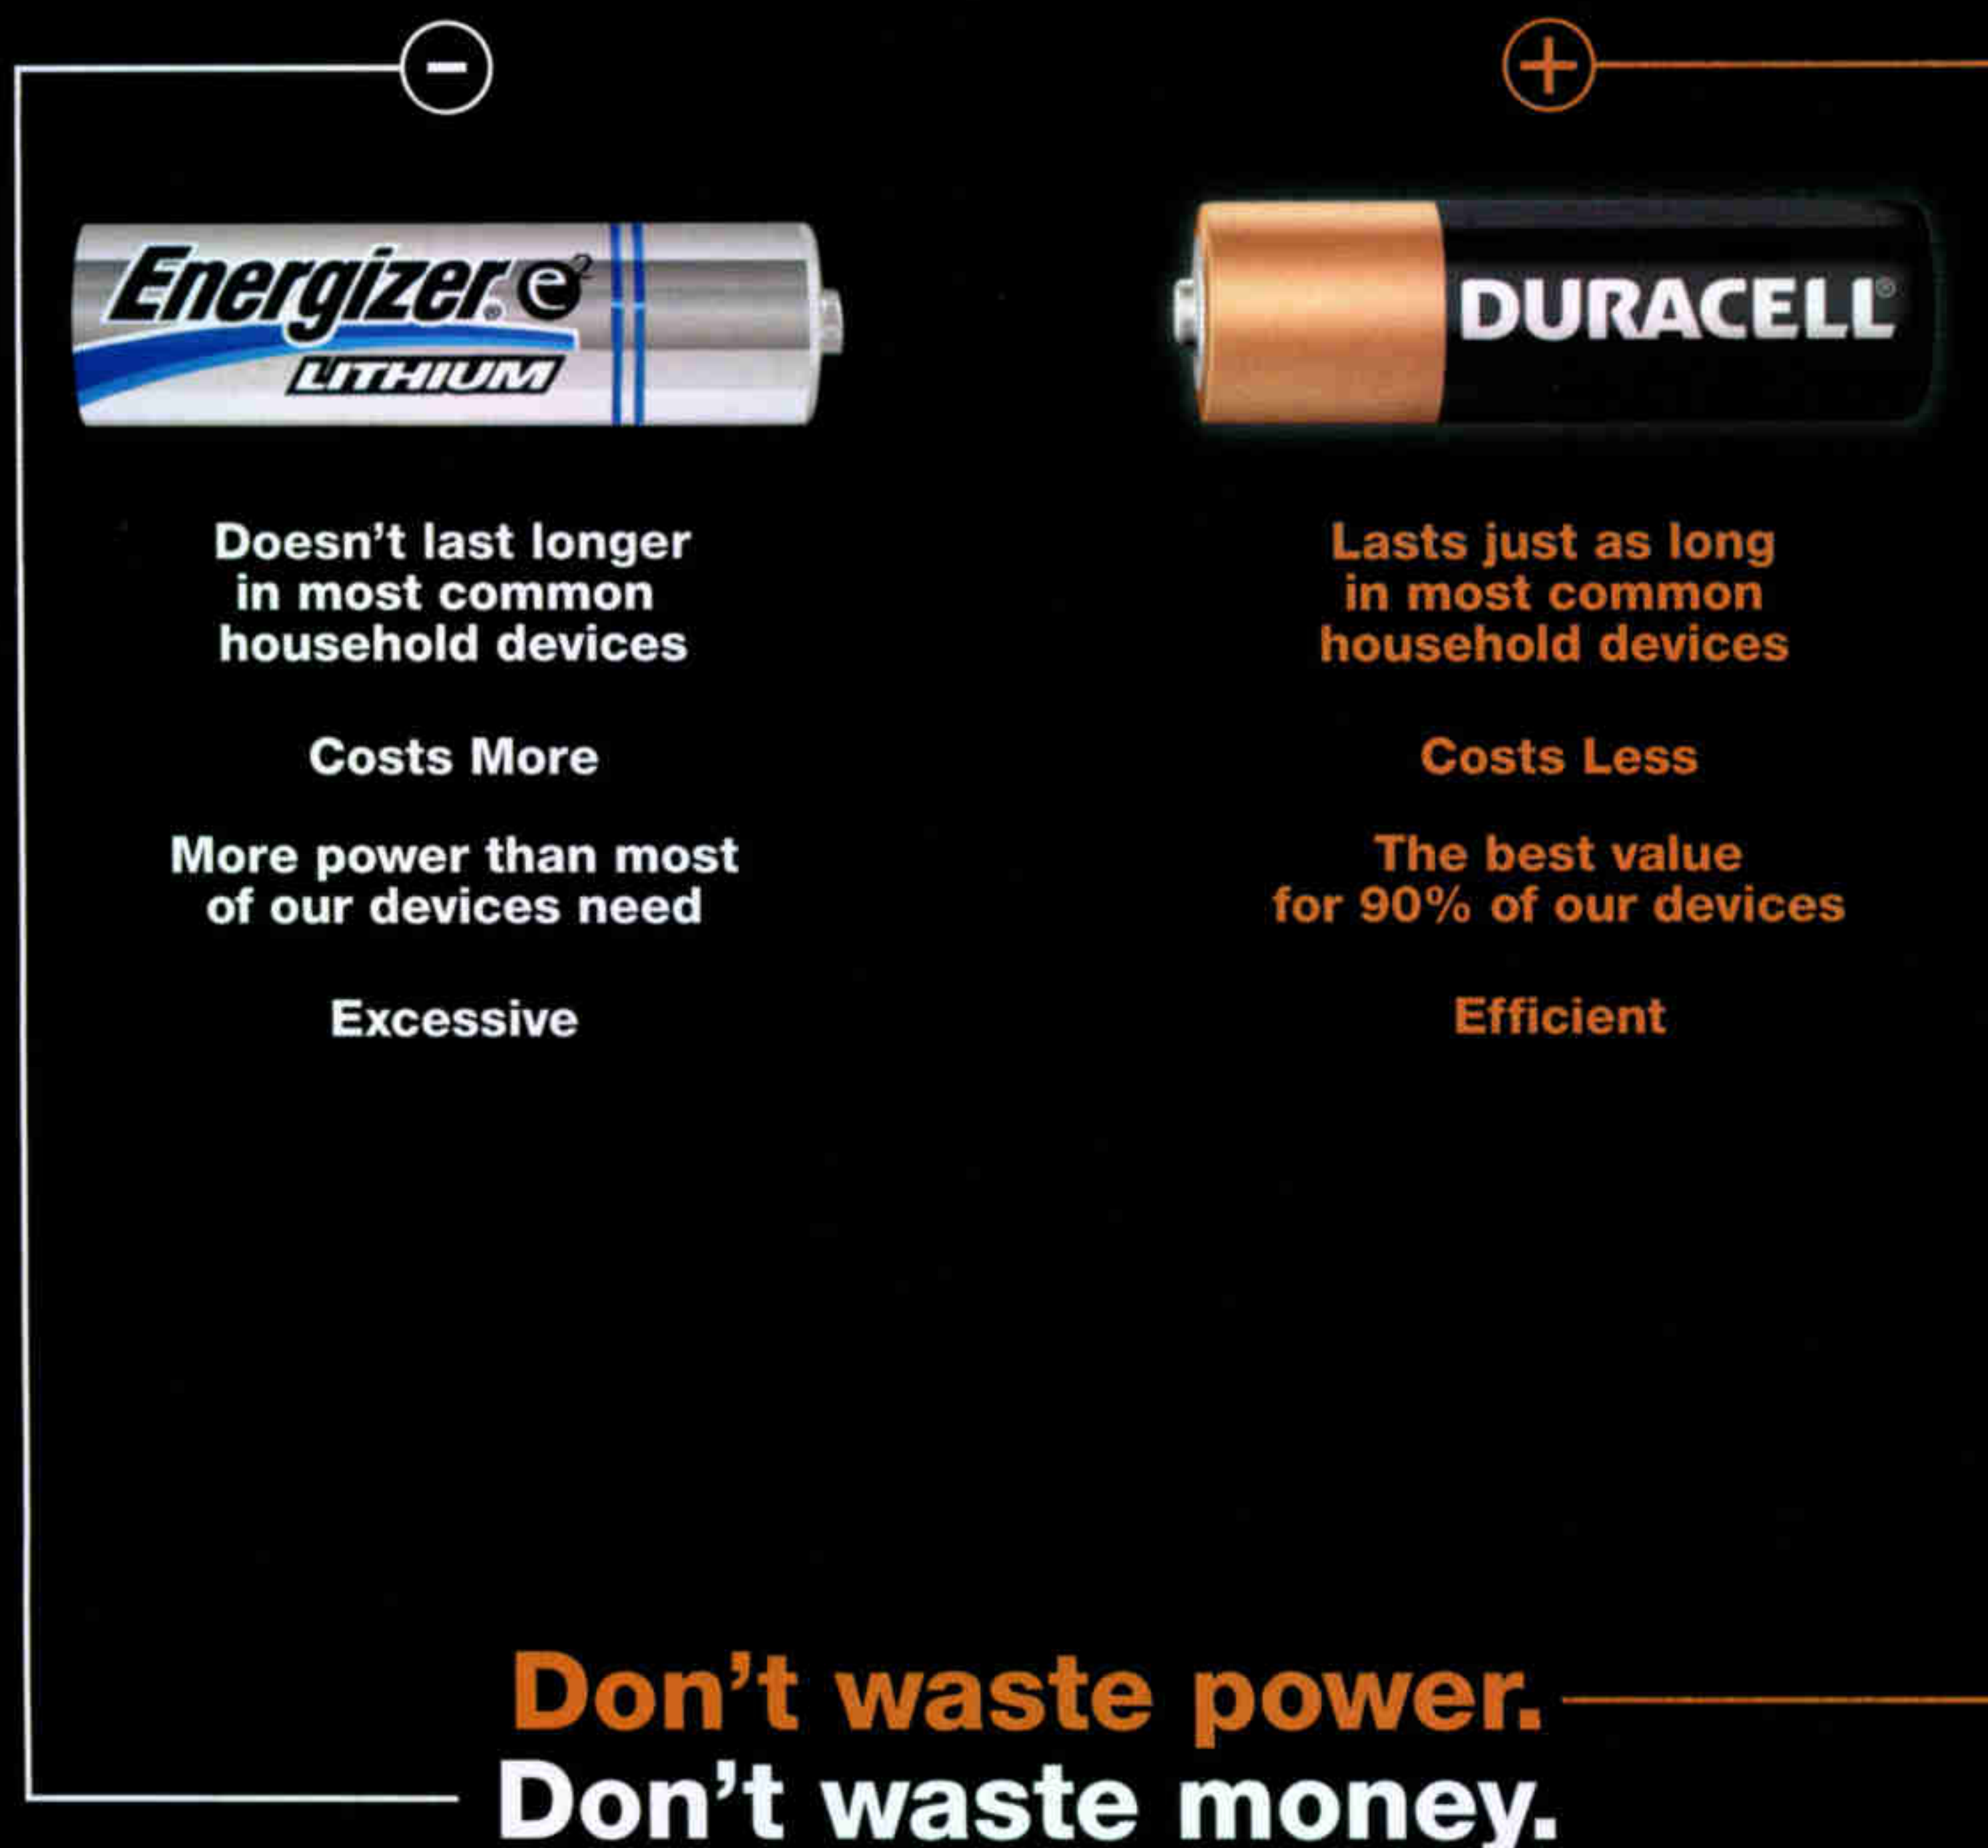 −
+
Energizer® e²
LITHIUM
DURACELL®
Doesn't last longer
in most common
household devices
Costs More
More power than most
of our devices need
Excessive
Lasts just as long
in most common
household devices
Costs Less
The best value
for 90% of our devices
Efficient
Don't waste power.
Don't waste money.